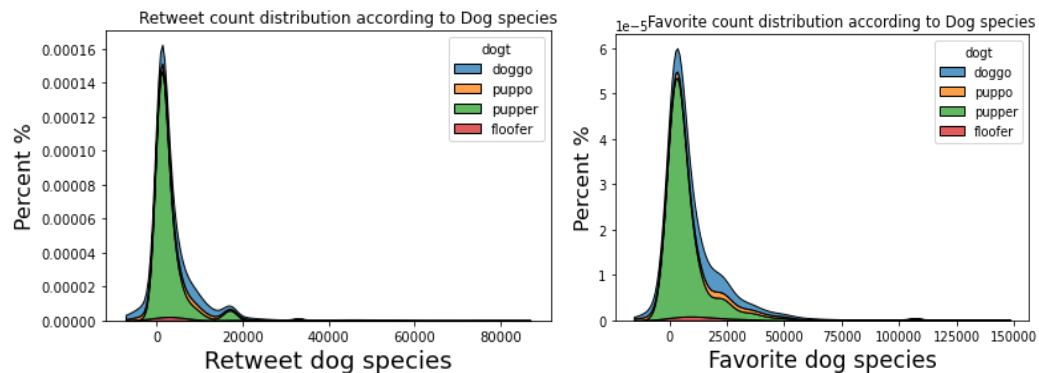 Retweet count distribution according to Dog species
Percent %
0.00016
0.00014
0.00012
0.00010
0.00008
0.00006
0.00004
0.00002
0.00000
dogt
doggo
puppo
pupper
floofer
0
20000
40000
60000
80000
Retweet dog species
1e−5
Favorite count distribution according to Dog species
Percent %
6
5
4
3
2
1
0
dogt
doggo
puppo
pupper
floofer
0
25000
50000
75000
100000
125000
150000
Favorite dog species